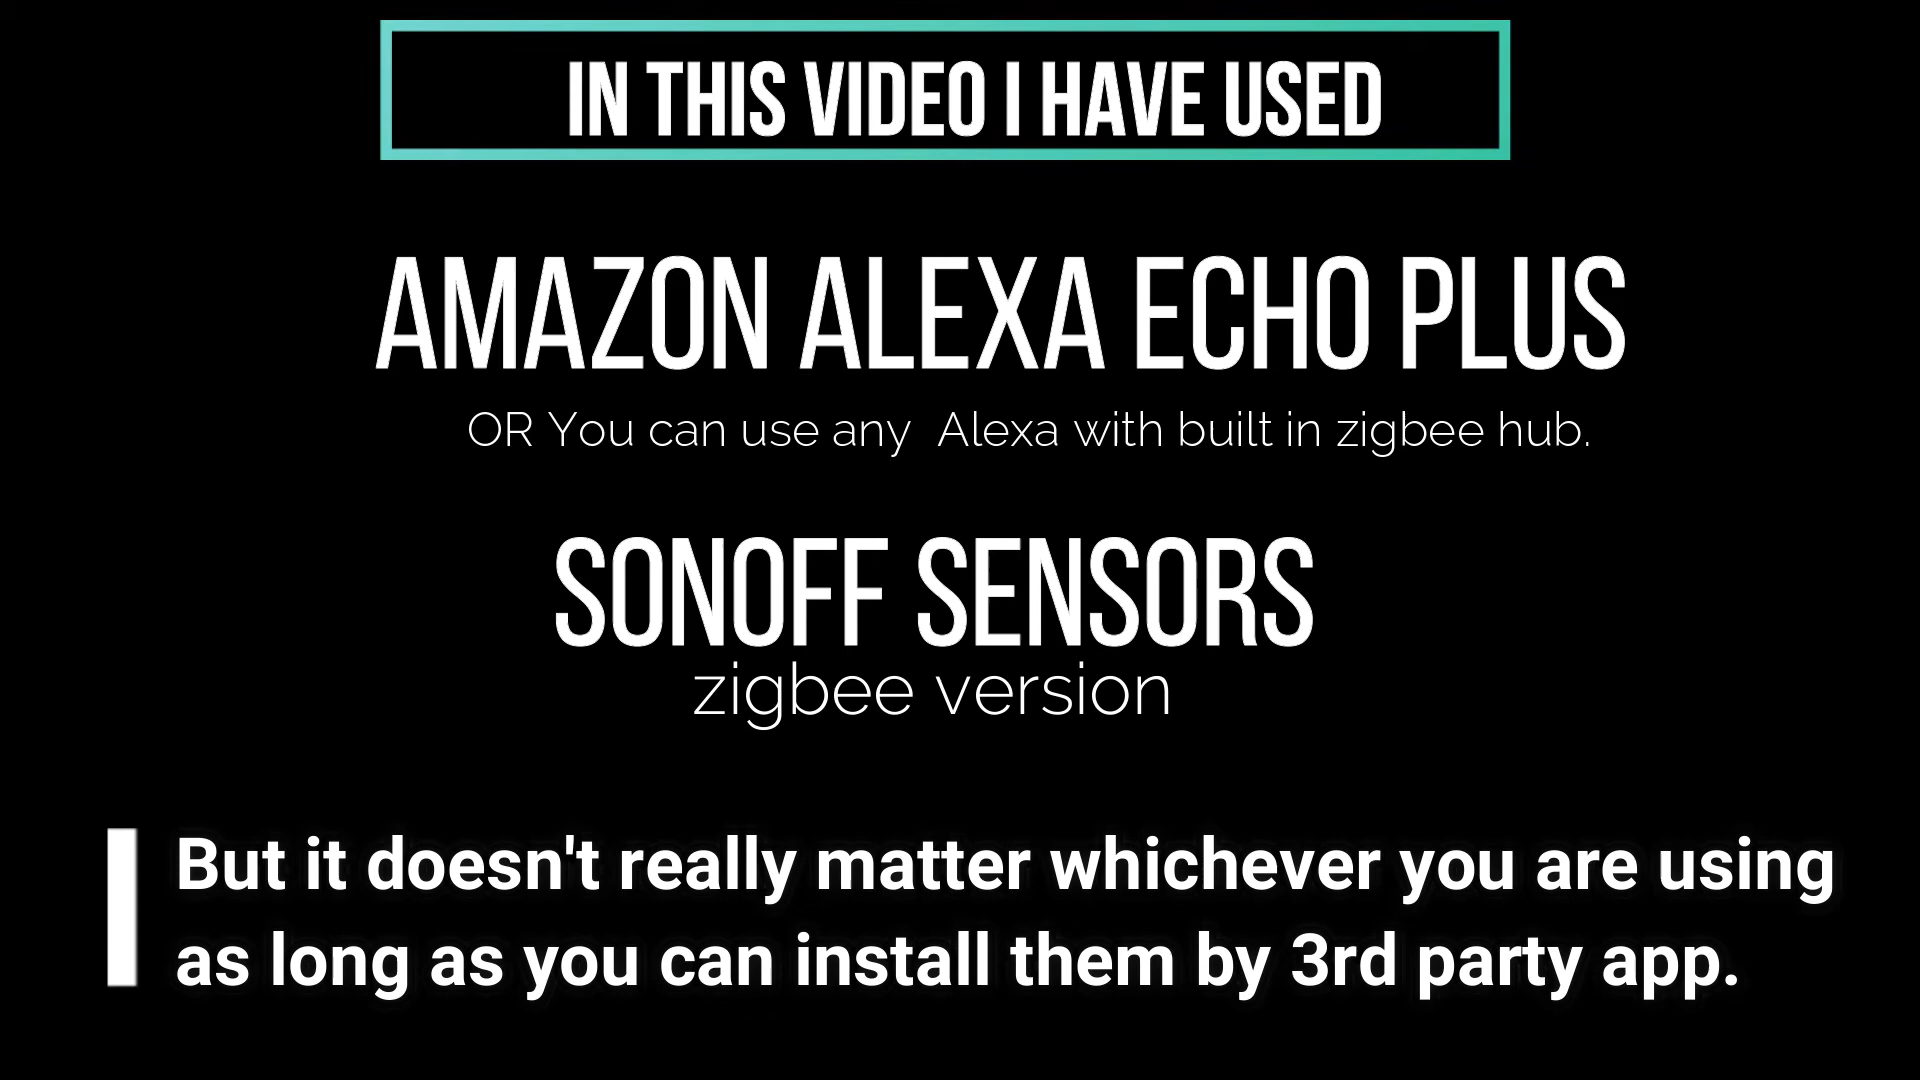 IN THIS VIDEO I HAVE USED
AMAZON ALEXA ECHO PLUS
OR You can use any Alexa with built in zigbee hub.
SONOFF SENSORS
zigbee version
But it doesn't really matter whichever you are using
as long as you can install them by 3rd party app.